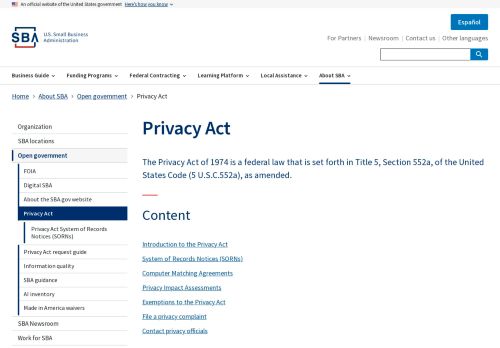 An official website of the United States government Here's how you know
Español
SBA U.S. Small Business
Administration
For Partners Newsroom Contact us Other languages
Business Guide Funding Programs Federal Contracting Learning Platform Local Assistance About SBA
Home About SBA Open government Privacy Act
Organization
SBA locations
Open government
FOIA
Digital SBA
About the SBA.gov website
Privacy Act
Privacy Act System of Records
Notices (SORNs)
Privacy Act request guide
Information quality
SBA guidance
AI inventory
Made in America waivers
SBA Newsroom
Work for SBA
Privacy Act
The Privacy Act of 1974 is a federal law that is set forth in Title 5, Section 552a, of the United
States Code (5 U.S.C.552a), as amended.
Content
Introduction to the Privacy Act
System of Records Notices (SORNs)
Computer Matching Agreements
Privacy Impact Assessments
Exemptions to the Privacy Act
File a privacy complaint
Contact privacy officials